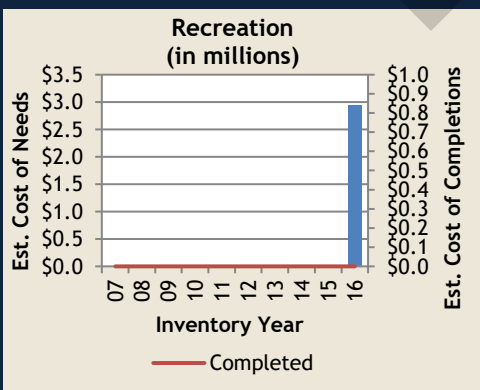 Recreation
(in millions)
Est. Cost of Needs
$3.5
$3.0
$2.5
$2.0
$1.5
$1.0
$0.5
$0.0
$1.0
$0.9
$0.8
$0.7
$0.6
$0.5
$0.4
$0.3
$0.2
$0.1
$0.0
Est. Cost of Completions
07 08 09 10 11 12 13 14 15 16
Inventory Year
Completed